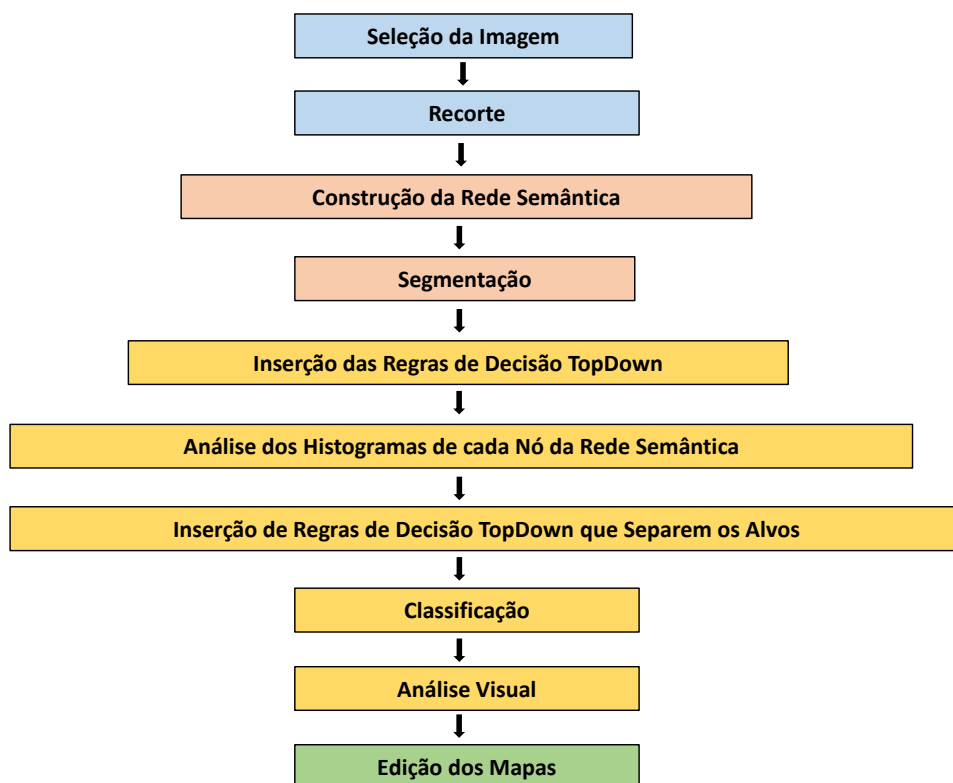 Seleção da Imagem
Recorte
Construção da Rede Semântica
Segmentação
Inserção das Regras de Decisão TopDown
Análise dos Histogramas de cada Nó da Rede Semântica
Inserção de Regras de Decisão TopDown que Separem os Alvos
Classificação
Análise Visual
Edição dos Mapas